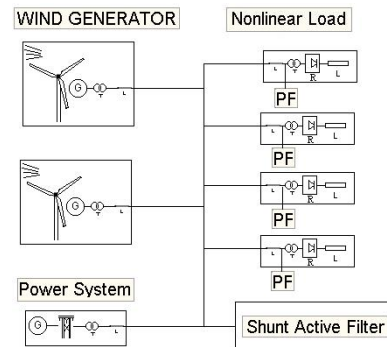 WIND GENERATOR
Nonlinear Load
G
T
L
T
R
L
L
PF
L
T
R
L
PF
G
T
L
L
T
R
L
PF
L
T
R
L
PF
Power System
G
T
L
Shunt Active Filter